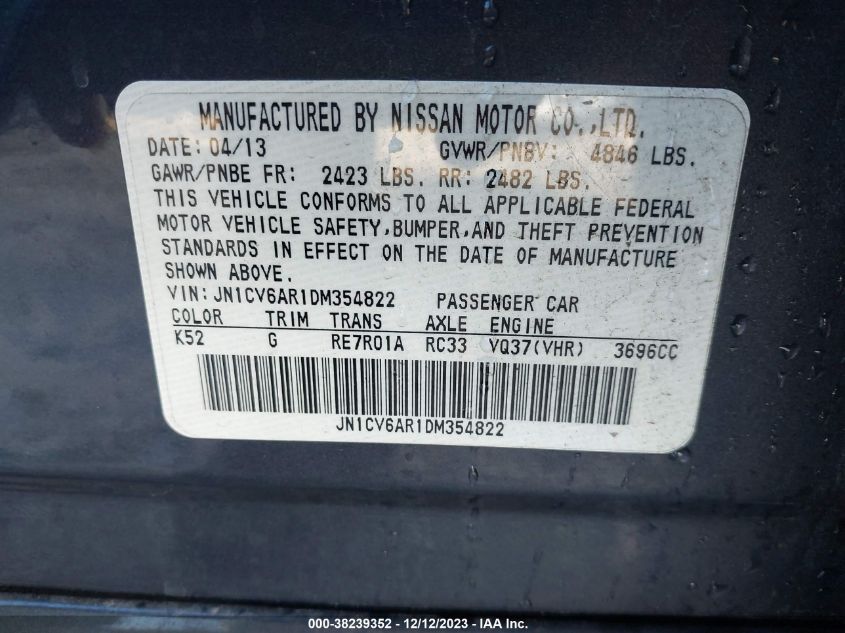 MANUFACTURED BY NISSAN MOTOR CO.,LTD.
DATE: 04/13 GVWR/PNBV: 4846 LBS.
GAWR/PNBE FR: 2423 LBS. RR: 2482 LBS.
THIS VEHICLE CONFORMS TO ALL APPLICABLE FEDERAL
MOTOR VEHICLE SAFETY,BUMPER,AND THEFT PREVENTION
STANDARDS IN EFFECT ON THE DATE OF MANUFACTURE
SHOWN ABOVE.
VIN:JN1CV6AR1DM354822 PASSENGER CAR
COLOR TRIM TRANS AXLE ENGINE
K52 G RE7R01A RC33 VQ37(VHR) 3696CC
JN1CV6AR1DM354822
000-38239352 - 12/12/2023 - IAA Inc.